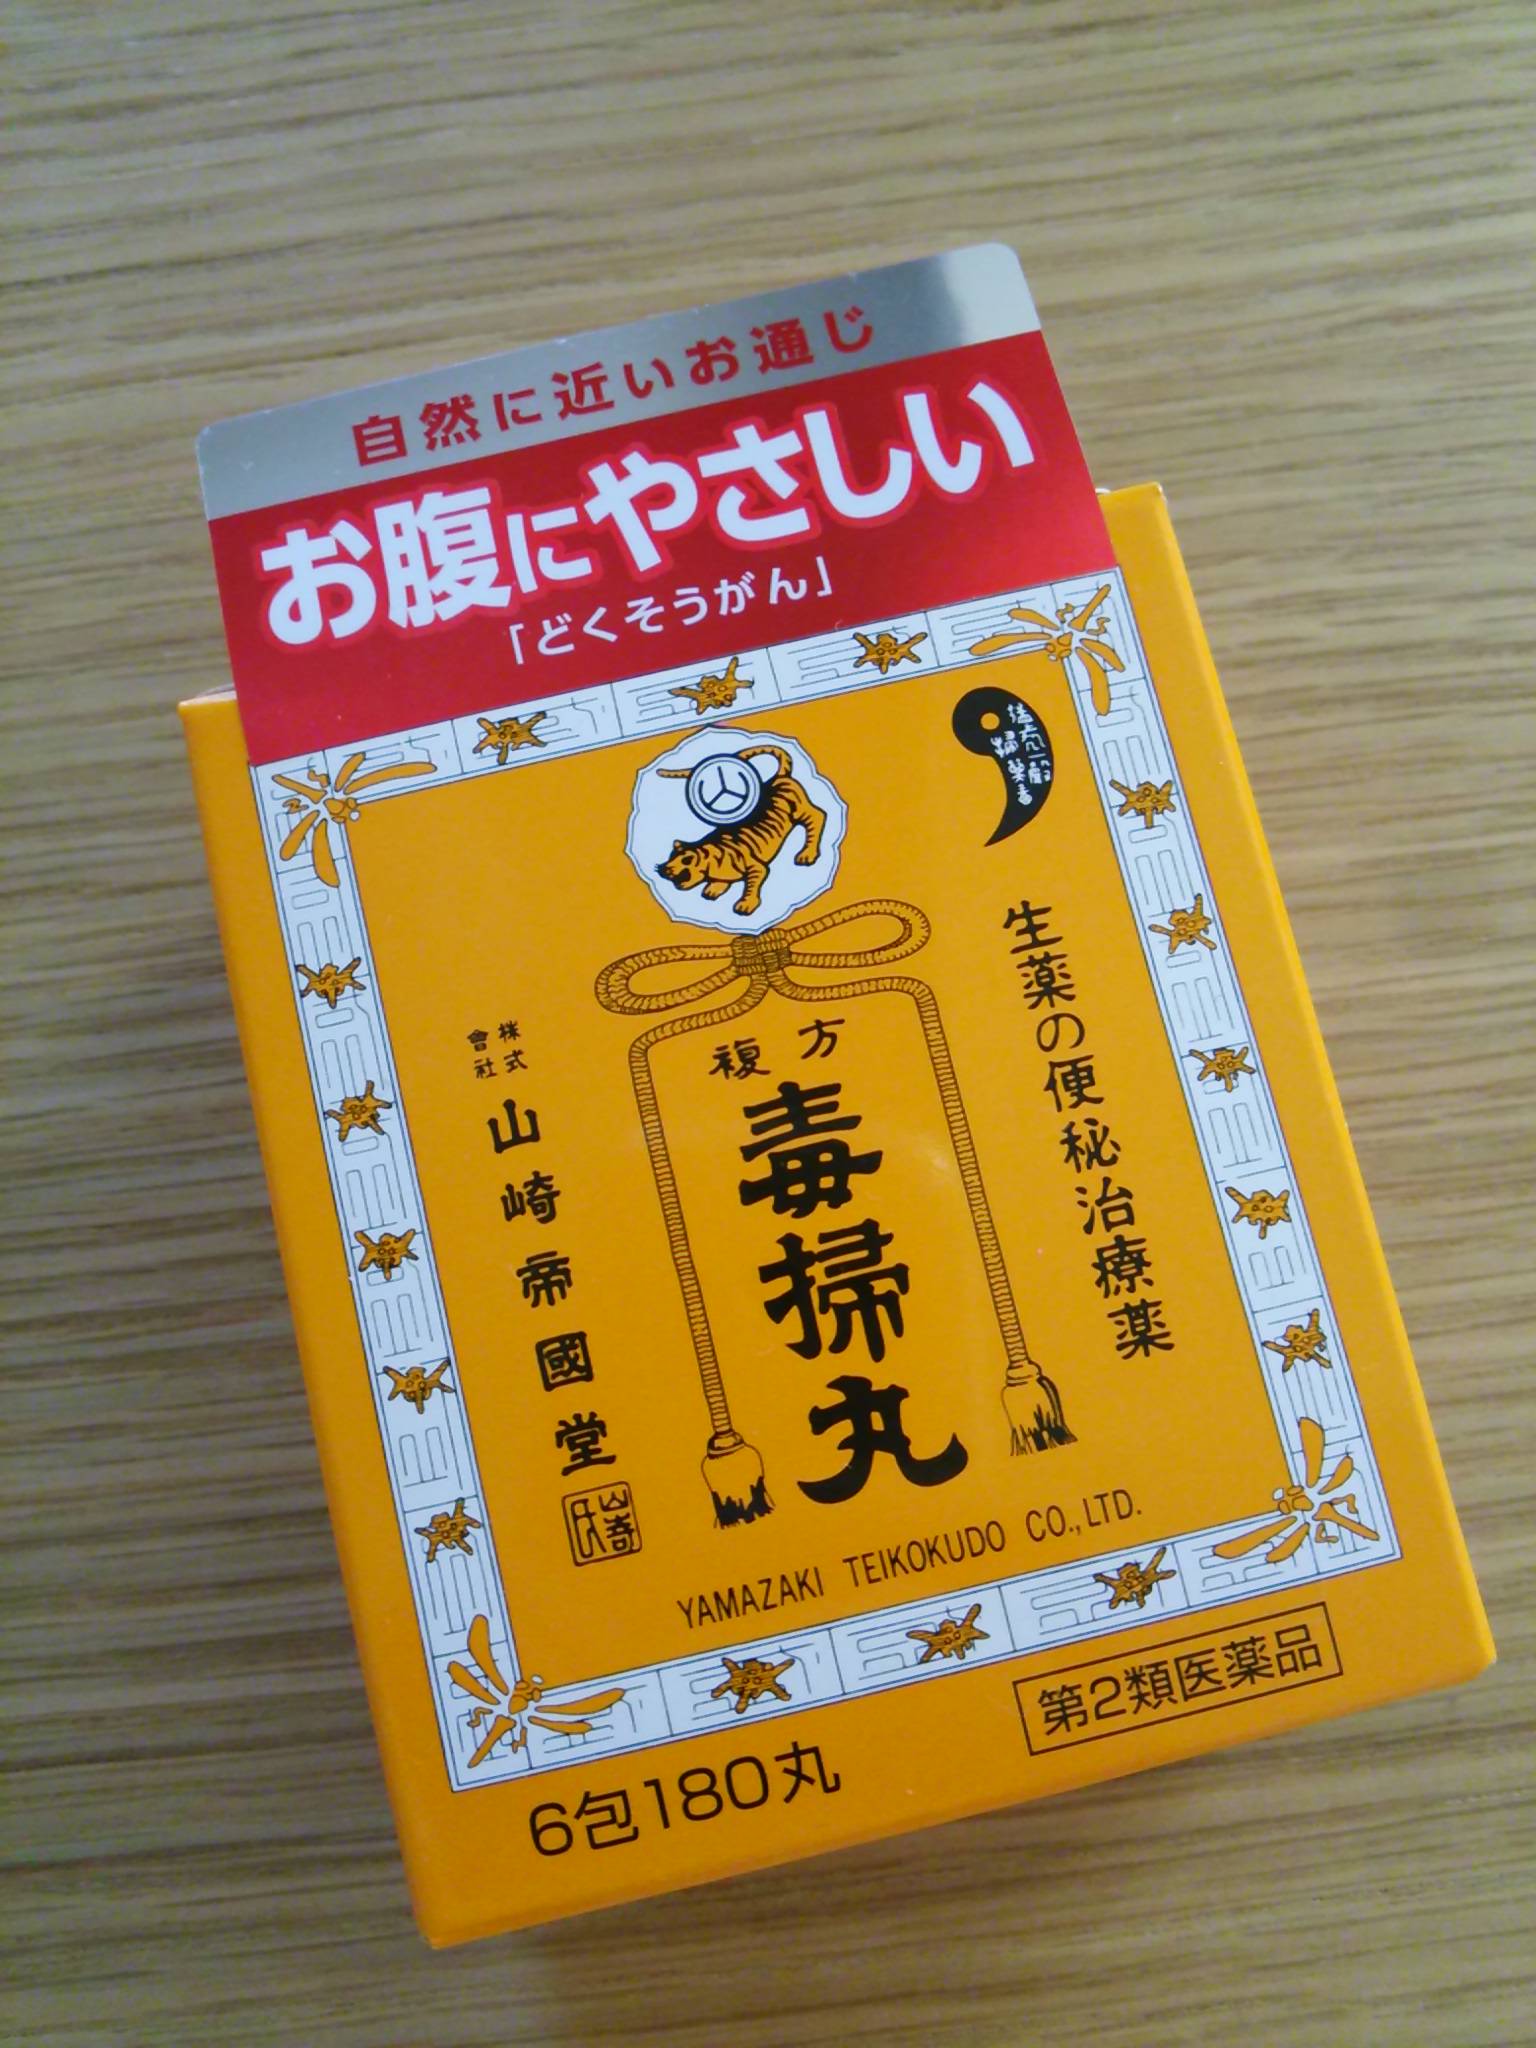 自然に近いお通じ
お腹にやさしい
「どくそうがん」
生薬の便秘治療薬
複方
毒掃丸
株式會社
山崎帝國堂
山崎氏
YAMAZAKI TEIKOKUDO CO.,LTD.
第2類医薬品
6包180丸